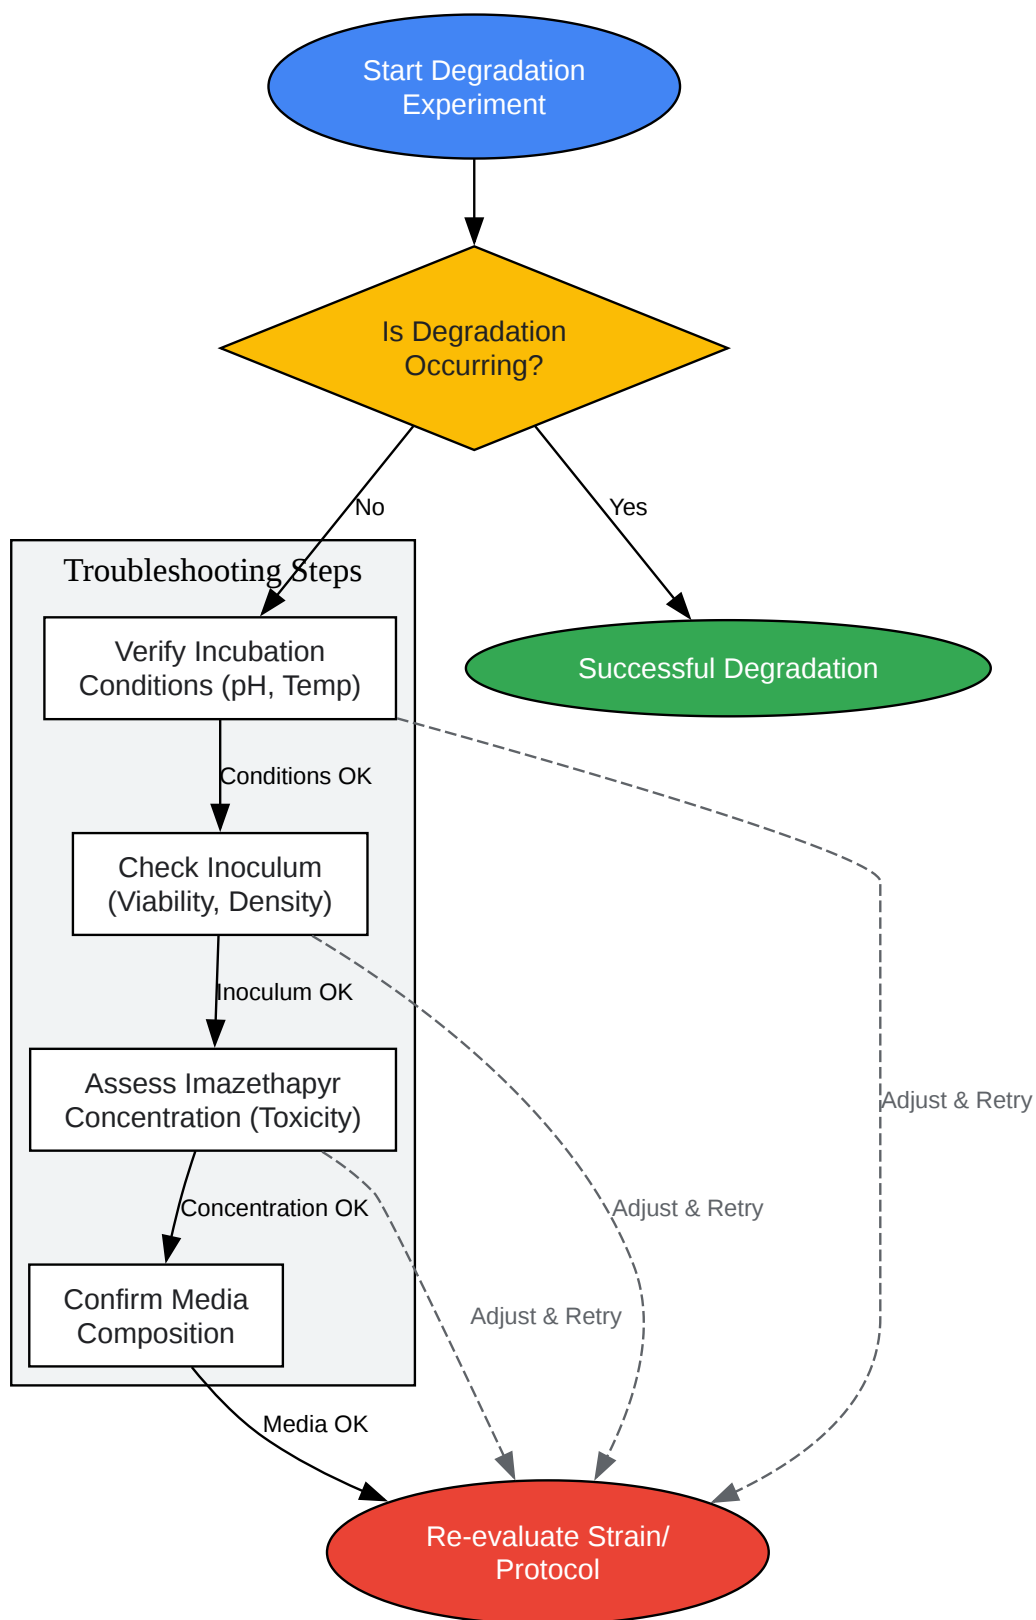 Start Degradation
Experiment
Is Degradation
Occurring?
No
Yes
Troubleshooting Steps
Verify Incubation
Conditions (pH, Temp)
Successful Degradation
Conditions OK
Check Inoculum
(Viability, Density)
Inoculum OK
Assess Imazethapyr
Concentration (Toxicity)
Adjust & Retry
Concentration OK
Adjust & Retry
Confirm Media
Composition
Adjust & Retry
Media OK
Re-evaluate Strain/
Protocol